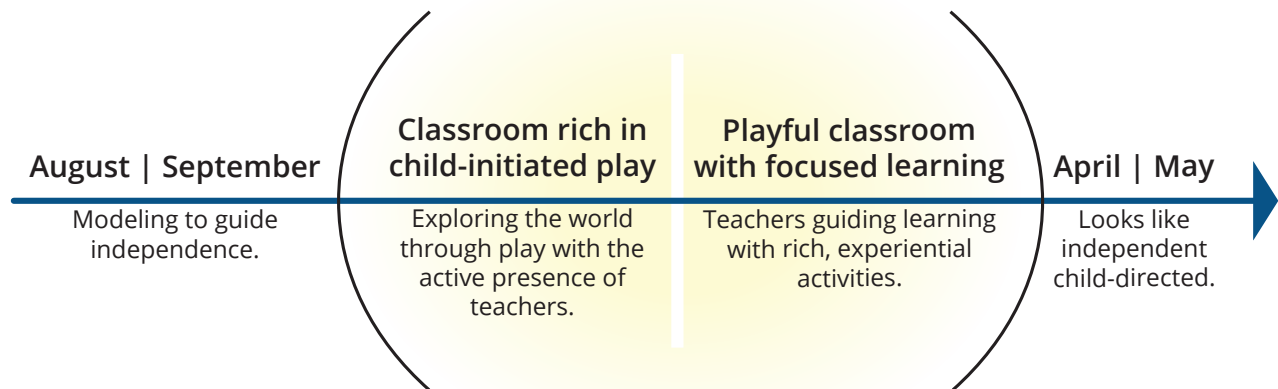 August | September
Modeling to guide
independence.
Classroom rich in
child-initiated play
Exploring the world
through play with the
active presence of
teachers.
Playful classroom
with focused learning
Teachers guiding learning
with rich, experiential
activities.
April | May
Looks like
independent
child-directed.